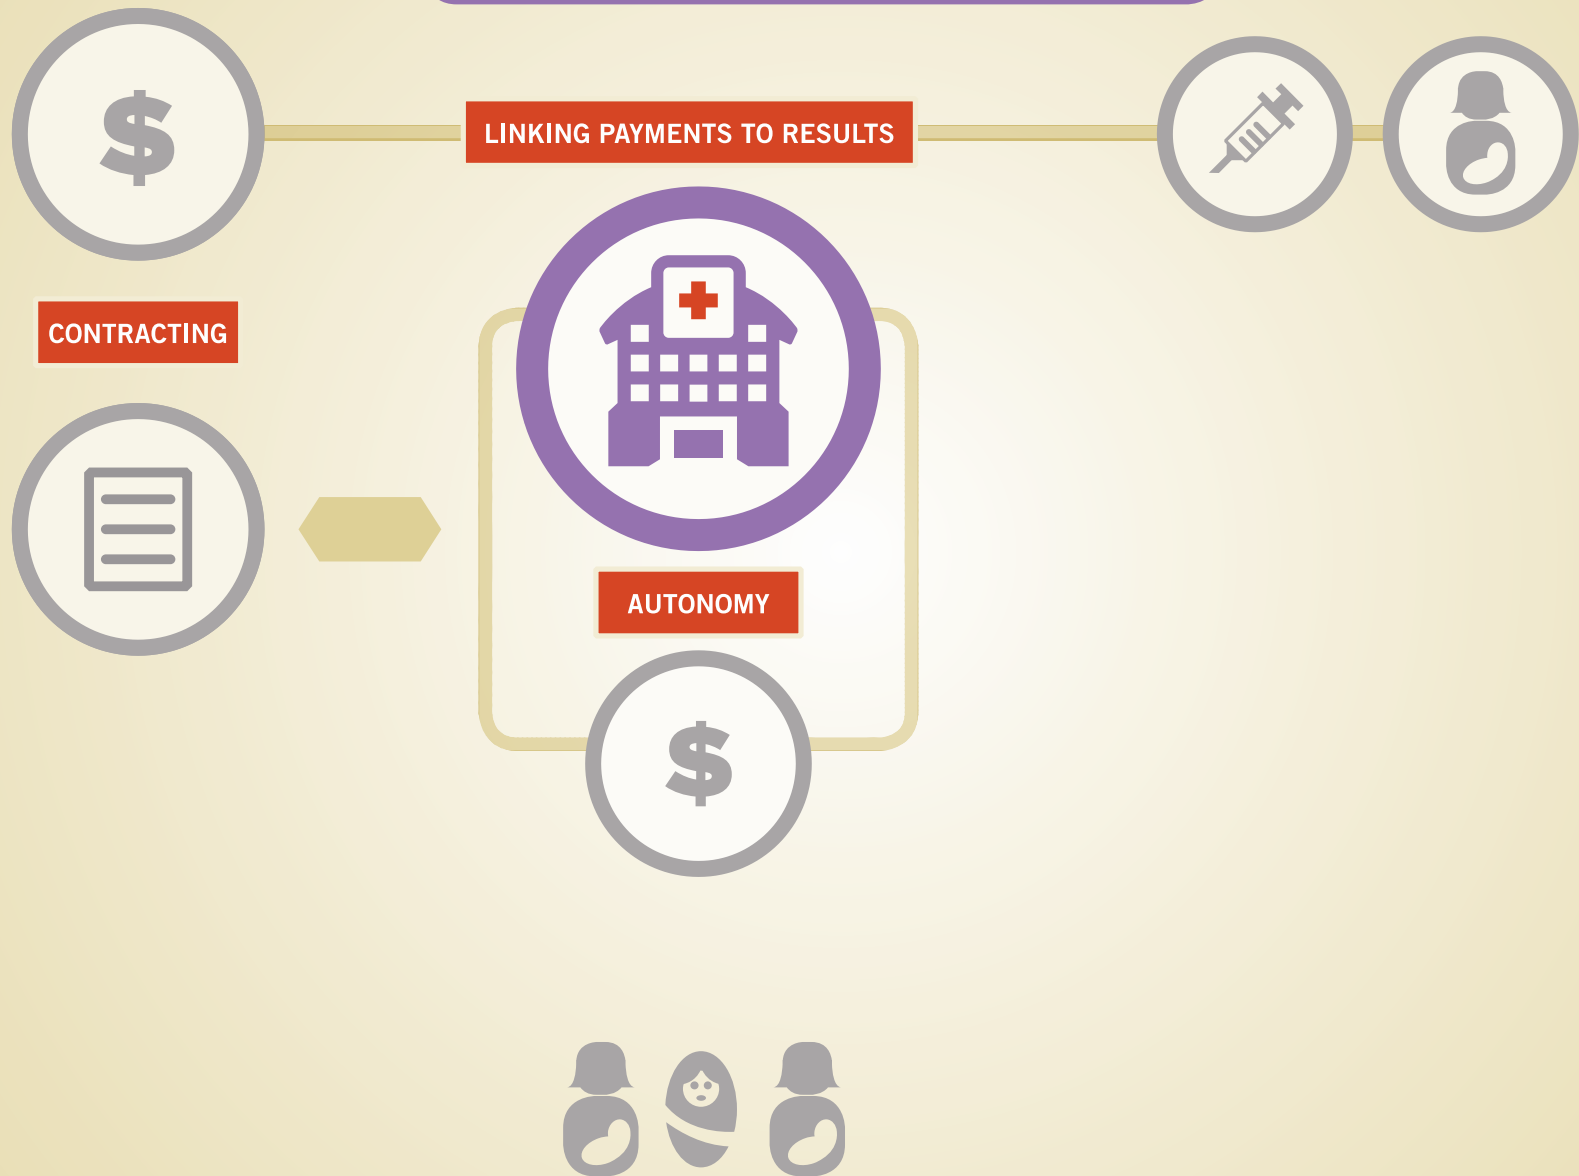 $
LINKING PAYMENTS TO RESULTS
CONTRACTING
AUTONOMY
$